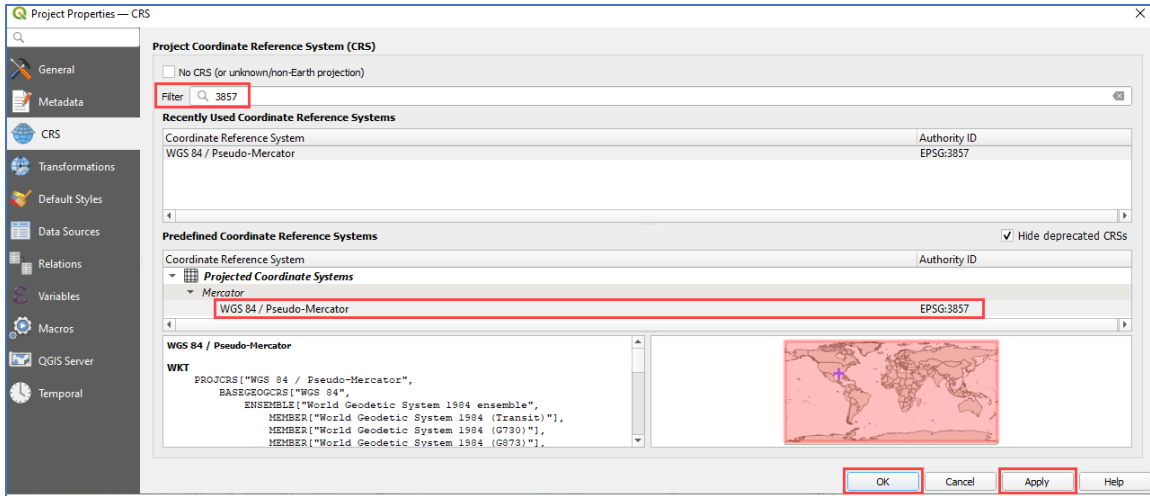 Project Properties — CRS
Project Coordinate Reference System (CRS)
General
No CRS (or unknown/non-Earth projection)
Metadata
Filter 3857
Recently Used Coordinate Reference Systems
CRS
Coordinate Reference System Authority ID
WGS 84 / Pseudo-Mercator EPSG:3857
Transformations
Default Styles
Data Sources
Predefined Coordinate Reference Systems Hide deprecated CRSs
Relations
Coordinate Reference System Authority ID
Projected Coordinate Systems
Variables
Mercator
WGS 84 / Pseudo-Mercator EPSG:3857
Macros
WGS 84 / Pseudo-Mercator
QGIS Server
WKT
PROJCRS["WGS 84 / Pseudo-Mercator",
Temporal
BASEGEOGCRS["WGS 84",
ENSEMBLE["World Geodetic System 1984 ensemble",
MEMBER["World Geodetic System 1984 (Transit)"],
MEMBER["World Geodetic System 1984 (G730)"],
MEMBER["World Geodetic System 1984 (G873)"],
OK Cancel Apply Help